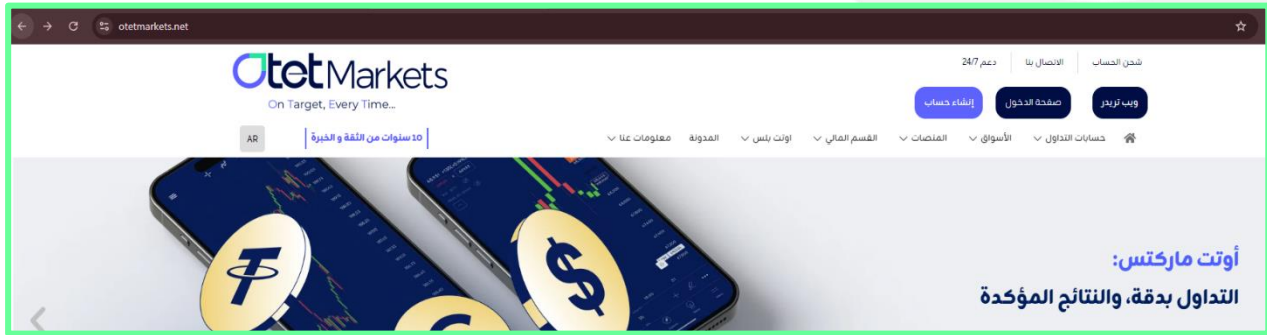 otetmarkets.net
OtetMarkets
On Target, Every Time...
شحن الحساب
الاتصال بنا
دعم 24/7
ويب تريدر
صفحة الدخول
إنشاء حساب
حسابات التداول
الأسواق
المنصات
القسم المالي
اوتت بلس
المدونة
معلومات عنا
10 سنوات من الثقة و الخبرة
AR
أوتت ماركتس:
التداول بدقة، والنتائج المؤكدة